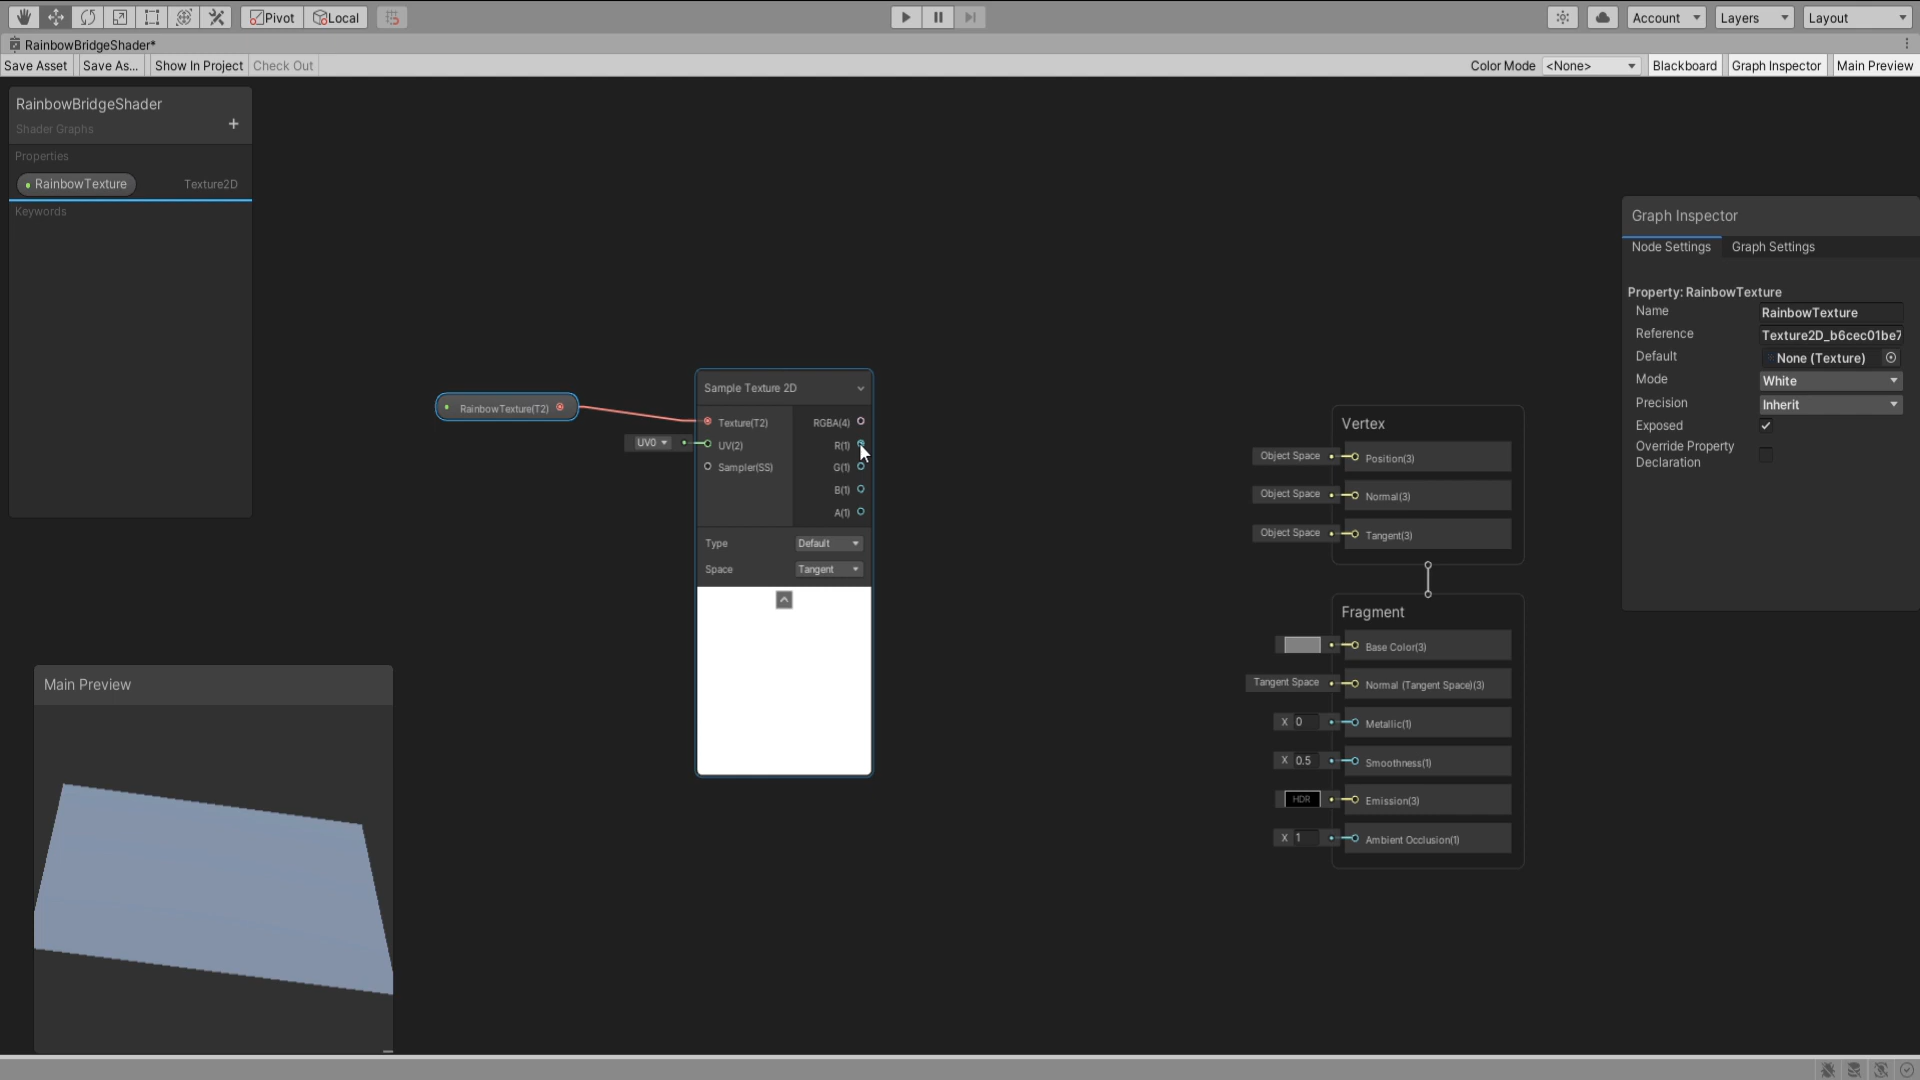 Pivot
Local
Account
Layers
Layout
RainbowBridgeShader*
Save Asset
Save As...
Show In Project
Check Out
Color Mode
<None>
Blackboard
Graph Inspector
Main Preview
RainbowBridgeShader
Shader Graphs
+
Properties
RainbowTexture
Texture2D
Keywords
RainbowTexture(T2)
Sample Texture 2D
Texture(T2)
RGBA(4)
UV0
UV(2)
R(1)
Sampler(SS)
G(1)
B(1)
A(1)
Type
Default
Space
Tangent
Vertex
Object Space
Position(3)
Object Space
Normal(3)
Object Space
Tangent(3)
Fragment
Base Color(3)
Tangent Space
Normal (Tangent Space)(3)
X 0
Metallic(1)
X 0.5
Smoothness(1)
HDR
Emission(3)
X 1
Ambient Occlusion(1)
Graph Inspector
Node Settings
Graph Settings
Property: RainbowTexture
Name
RainbowTexture
Reference
Texture2D_b6cec01be7
Default
None (Texture)
Mode
White
Precision
Inherit
Exposed
Override Property
Declaration
Main Preview